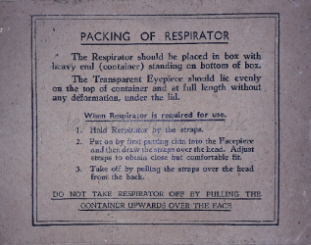 PACKING OF RESPIRATOR
The Respirator should be placed in box with
heavy end (container) standing on bottom of box.
The Transparent Eyepiece should lie evenly
on the top of container and at full length without
any deformation, under the lid.
When Respirator is required for use.
1. Hold Respirator by the straps.
2. Put on by first putting chin into the Facepiece
and then draw the straps over the head. Adjust
straps to obtain close but comfortable fit.
3. Take off by pulling the straps over the head
from the back.
DO NOT TAKE RESPIRATOR OFF BY PULLING THE
CONTAINER UPWARDS OVER THE FACE